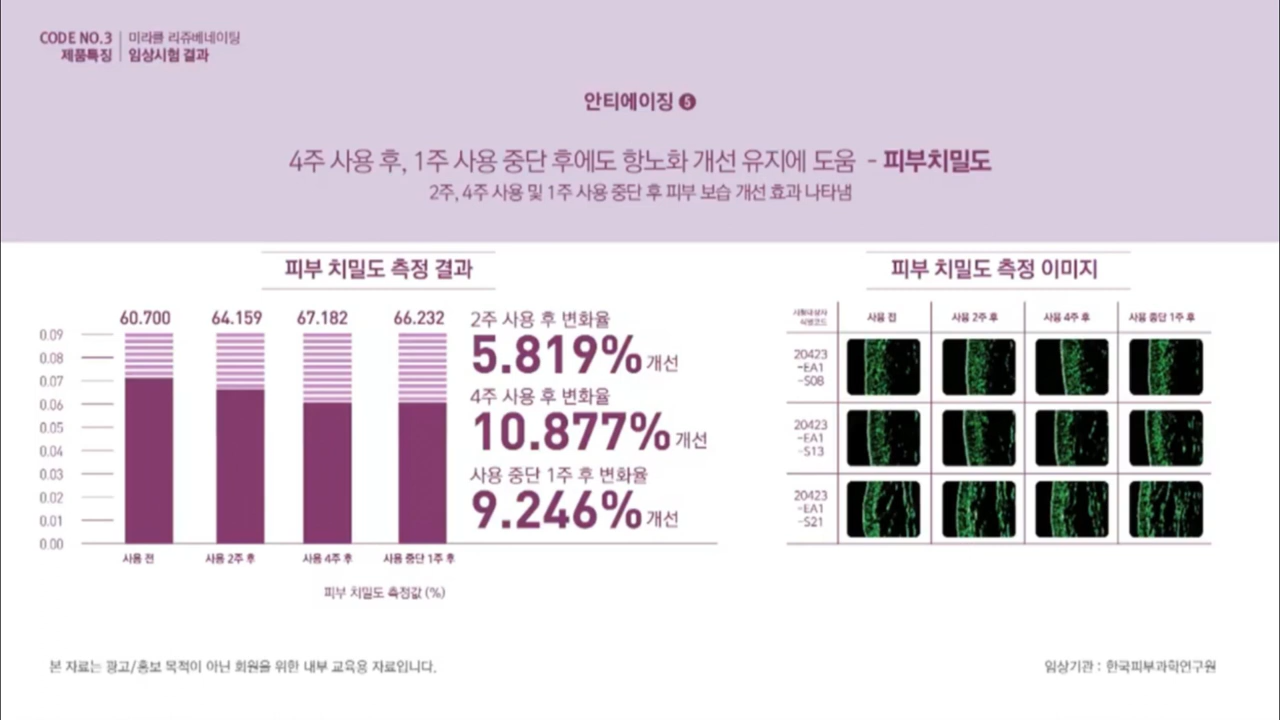 CODE NO.3 미라클 리쥬베네이팅
제품특징 임상시험 결과
안티에이징 ❺
4주 사용 후, 1주 사용 중단 후에도 항노화 개선 유지에 도움 - 피부치밀도
2주, 4주 사용 및 1주 사용 중단 후 피부 보습 개선 효과 나타냄
피부 치밀도 측정 결과
60.700 64.159 67.182 66.232
0.09
0.08
0.07
0.06
0.05
0.04
0.03
0.02
0.01
0.00
사용 전 사용 2주 후 사용 4주 후 사용 중단 1주 후
피부 치밀도 측정값 (%)
2주 사용 후 변화율
5.819% 개선
4주 사용 후 변화율
10.877% 개선
사용 중단 1주 후 변화율
9.246% 개선
피부 치밀도 측정 이미지
시험대상자
식별코드
사용 전 사용 2주 후 사용 4주 후 사용 중단 1주 후
20423
-EA1
-S08
20423
-EA1
-S13
20423
-EA1
-S21
본 자료는 광고/홍보 목적이 아닌 회원을 위한 내부 교육용 자료입니다.
임상기관 : 한국피부과학연구원